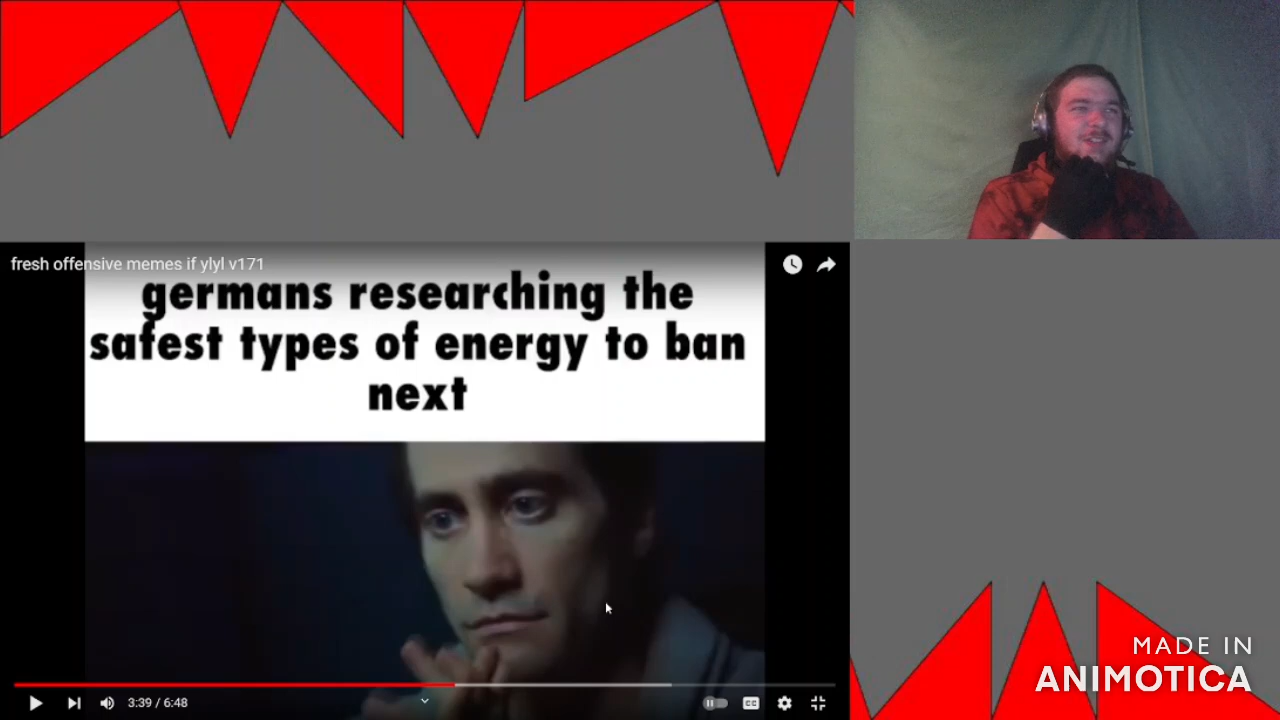 fresh offensive memes if ylyl v171
germans researching the
safest types of energy to ban
next
3:39 / 6:48
CC
MADE IN
ANIMOTICA